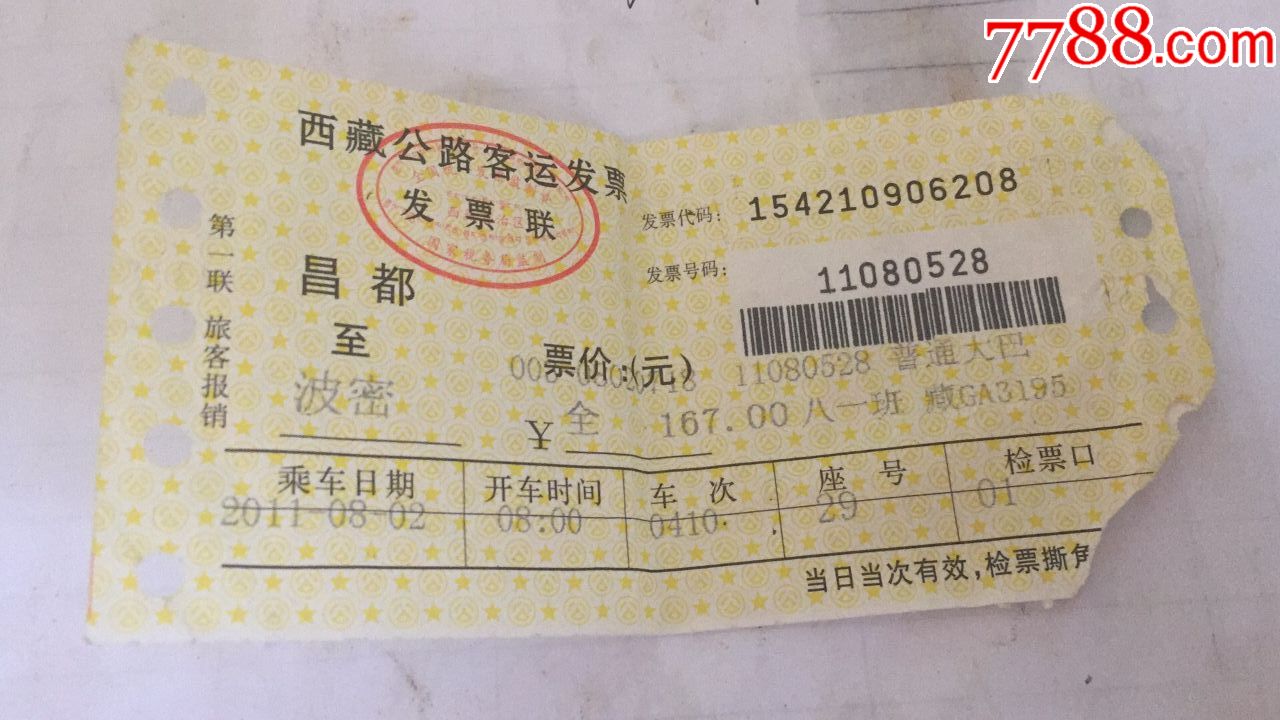 7788.com
西藏公路客运发票
发票联
发票代码: 154210906208
发票号码: 11080528
第一联 旅客报销
昌都
至
波密
票价:(元)
11080528 普通大巴
¥ 全 167.00 八一班 藏GA3195
乘车日期 开车时间 车次 座号 检票口
2011-08-02 08:00 0410 29 01
当日当次有效,检票撕角